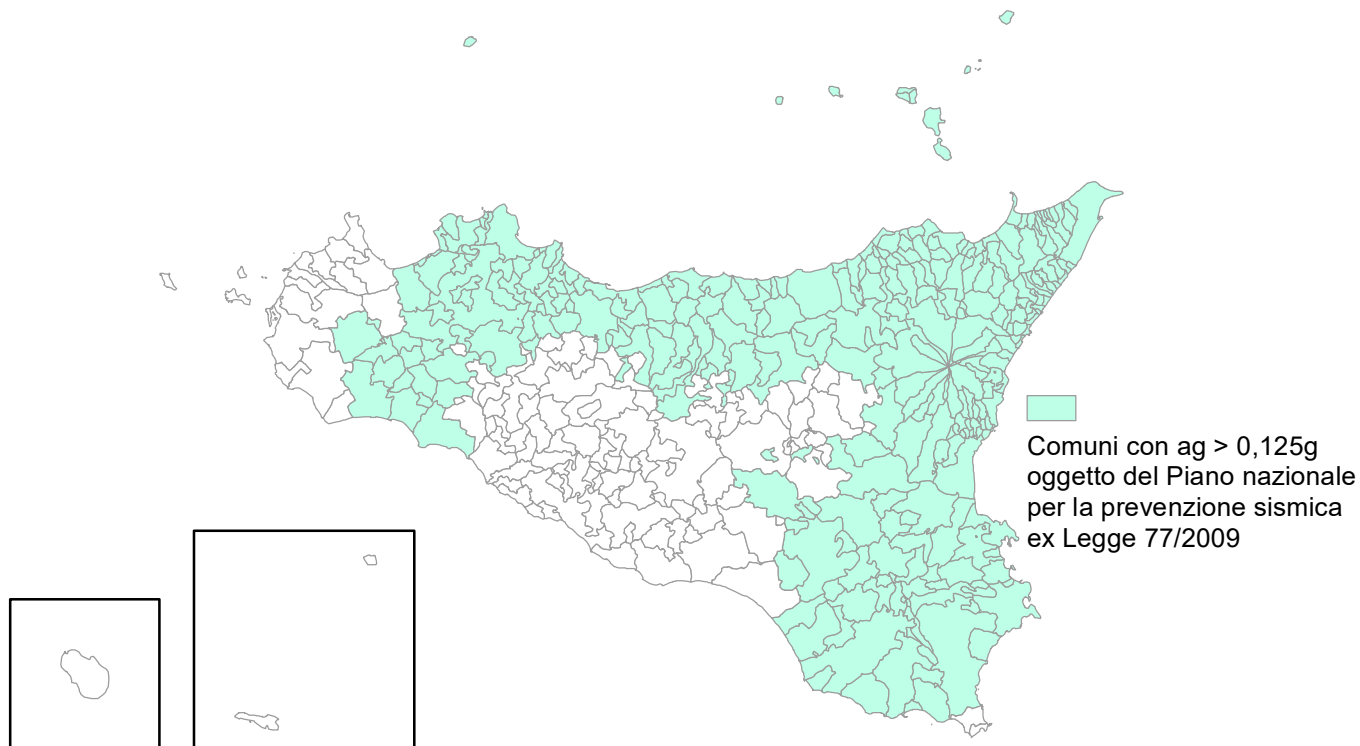 Comuni con ag > 0,125g
oggetto del Piano nazionale
per la prevenzione sismica
ex Legge 77/2009